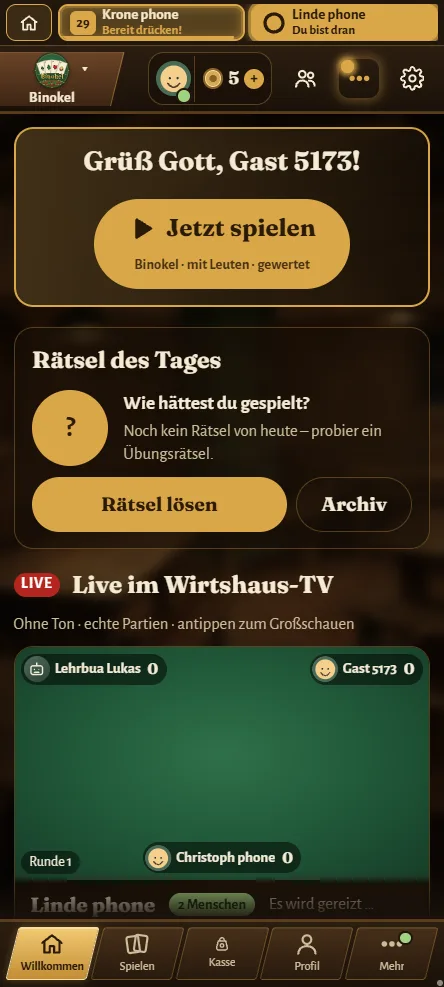 29
Krone phone
Bereit drücken!
Linde phone
Du bist dran
Binokel
5 +
Grüß Gott, Gast 5173!
Jetzt spielen
Binokel · mit Leuten · gewertet
Rätsel des Tages
?
Wie hättest du gespielt?
Noch kein Rätsel von heute – probier ein
Übungsrätsel.
Rätsel lösen
Archiv
LIVE Live im Wirtshaus-TV
Ohne Ton · echte Partien · antippen zum Großschauen
Lehrbua Lukas 0
Gast 5173 0
Christoph phone 0
Runde 1
Linde phone 2 Menschen Es wird gereizt ...
Willkommen
Spielen
Kasse
Profil
Mehr